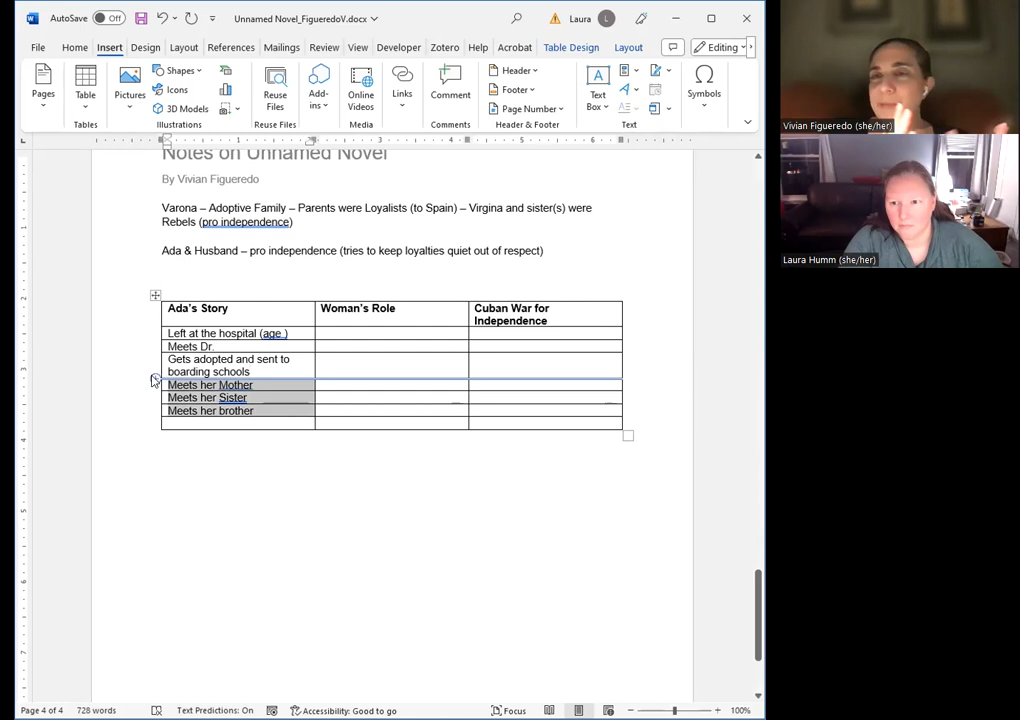 AutoSave
Off
Unnamed Novel_FigueredoV.docx
Laura
L
File
Home
Insert
Design
Layout
References
Mailings
Review
View
Developer
Zotero
Help
Acrobat
Table Design
Layout
Editing
Pages
Table
Pictures
Shapes
Icons
3D Models
Reuse
Files
Add-
ins
Online
Videos
Links
Comment
Header
Footer
Page Number
Text
Box
Symbols
Tables
Illustrations
Reuse Files
Media
Comments
Header & Footer
Text
Notes on Unnamed Novel
By Vivian Figueredo
Varona – Adoptive Family – Parents were Loyalists (to Spain) – Virgina and sister(s) were
Rebels (pro independence)
Ada & Husband – pro independence (tries to keep loyalties quiet out of respect)
Ada's Story
Woman's Role
Cuban War for
Independence
Left at the hospital (age )
Meets Dr.
Gets adopted and sent to
boarding schools
Meets her Mother
Meets her Sister
Meets her brother
Page 4 of 4
728 words
Text Predictions: On
Accessibility: Good to go
Focus
100%
Vivian Figueredo (she/her)
Laura Humm (she/her)